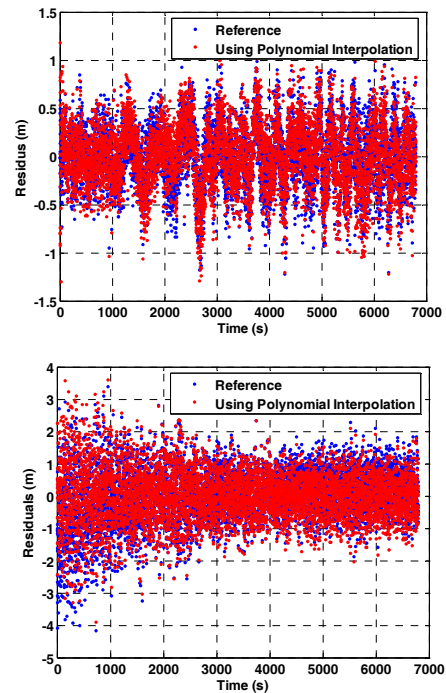 1.5
Reference
Using Polynomial Interpolation
1
0.5
0
-0.5
-1
-1.5
Residus (m)
0 1000 2000 3000 4000 5000 6000 7000
Time (s)
4
Reference
Using Polynomial Interpolation
3
2
1
0
-1
-2
-3
-4
-5
Residuals (m)
0 1000 2000 3000 4000 5000 6000 7000
Time (s)